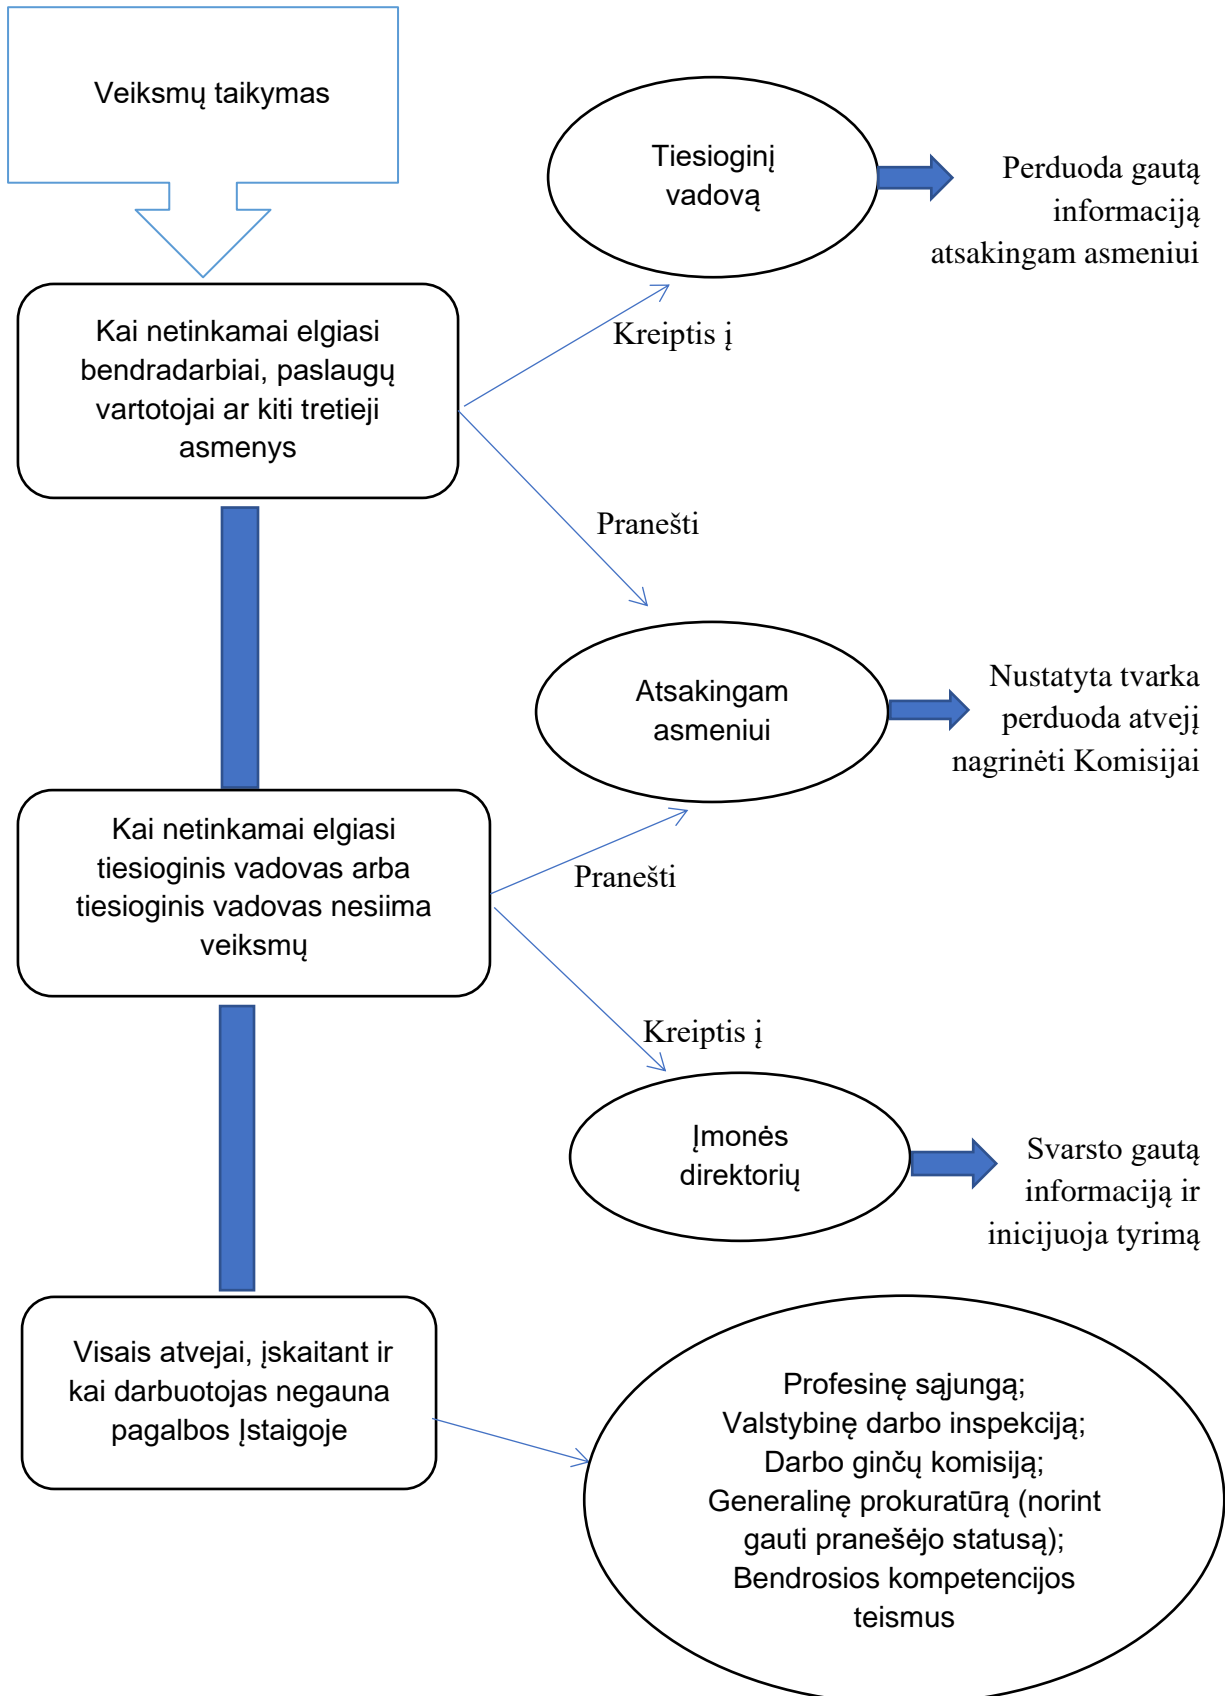 Veiksmų taikymas
Tiesioginį
vadovą
Perduoda gautą
informaciją
atsakingam asmeniui
Kai netinkamai elgiasi
bendradarbiai, paslaugų
vartotojai ar kiti tretieji
asmenys
Kreiptis į
Pranešti
Atsakingam
asmeniui
Nustatyta tvarka
perduoda atvejį
nagrinėti Komisijai
Kai netinkamai elgiasi
tiesioginis vadovas arba
tiesioginis vadovas nesiima
veiksmų
Pranešti
Kreiptis į
Įmonės
direktorių
Svarsto gautą
informaciją ir
inicijuoja tyrimą
Visais atvejai, įskaitant ir
kai darbuotojas negauna
pagalbos Įstaigoje
Profesinę sąjungą;
Valstybinę darbo inspekciją;
Darbo ginčų komisiją;
Generalinę prokuratūrą (norint
gauti pranešėjo statusą);
Bendrosios kompetencijos
teismus